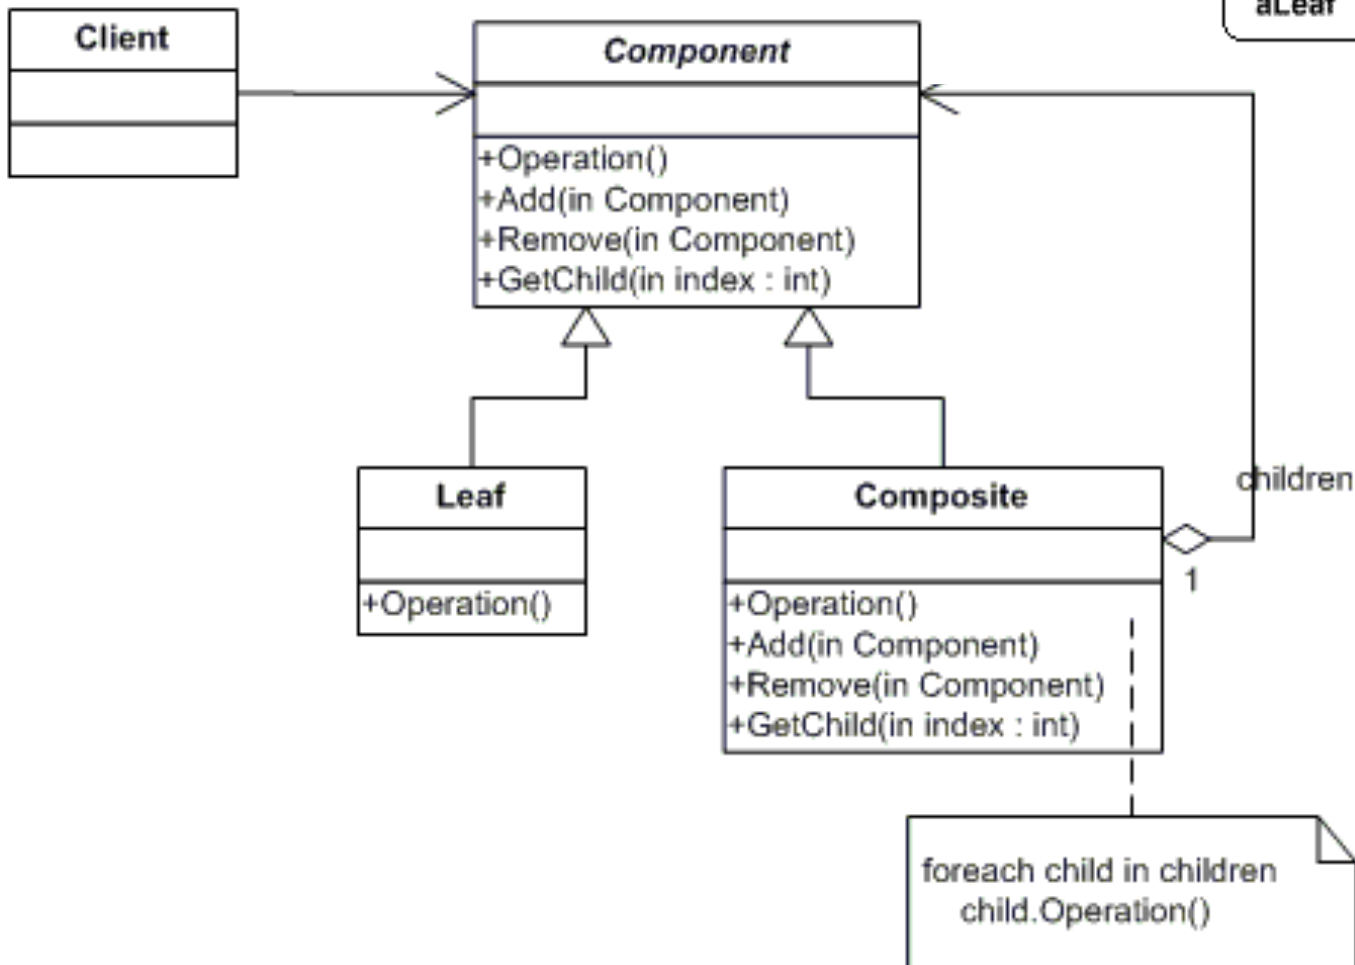 aLeaf
Client
Component
+Operation()
+Add(in Component)
+Remove(in Component)
+GetChild(in index : int)
Leaf
+Operation()
Composite
children
1
+Operation()
+Add(in Component)
+Remove(in Component)
+GetChild(in index : int)
foreach child in children
child.Operation()